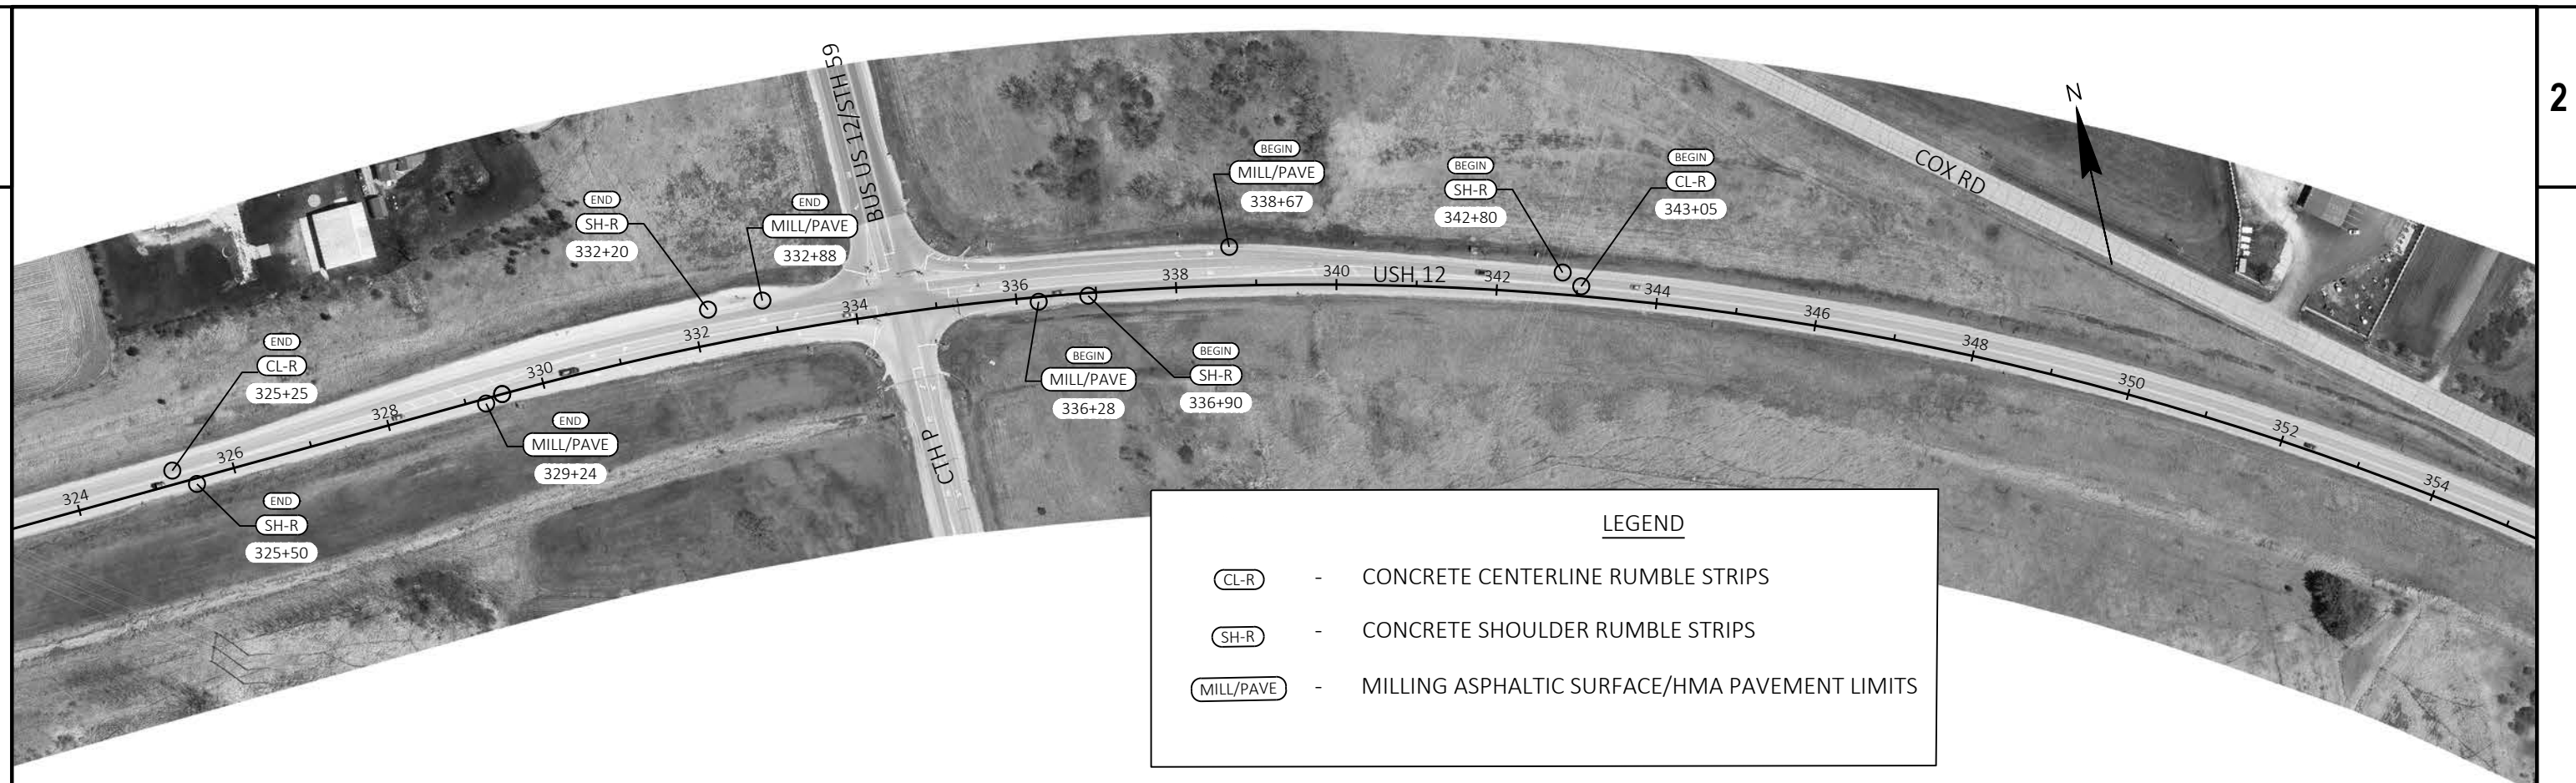 2
BUS US 12/STH 59
N
COX RD
BEGIN
MILL/PAVE
338+67
BEGIN
SH-R
342+80
BEGIN
CL-R
343+05
END
SH-R
332+20
END
MILL/PAVE
332+88
USH 12
324
326
328
330
332
334
336
338
340
342
344
346
348
350
352
354
END
CL-R
325+25
END
SH-R
325+50
END
MILL/PAVE
329+24
BEGIN
MILL/PAVE
336+28
BEGIN
SH-R
336+90
CTH P
LEGEND
CL-R - CONCRETE CENTERLINE RUMBLE STRIPS
SH-R - CONCRETE SHOULDER RUMBLE STRIPS
MILL/PAVE - MILLING ASPHALTIC SURFACE/HMA PAVEMENT LIMITS